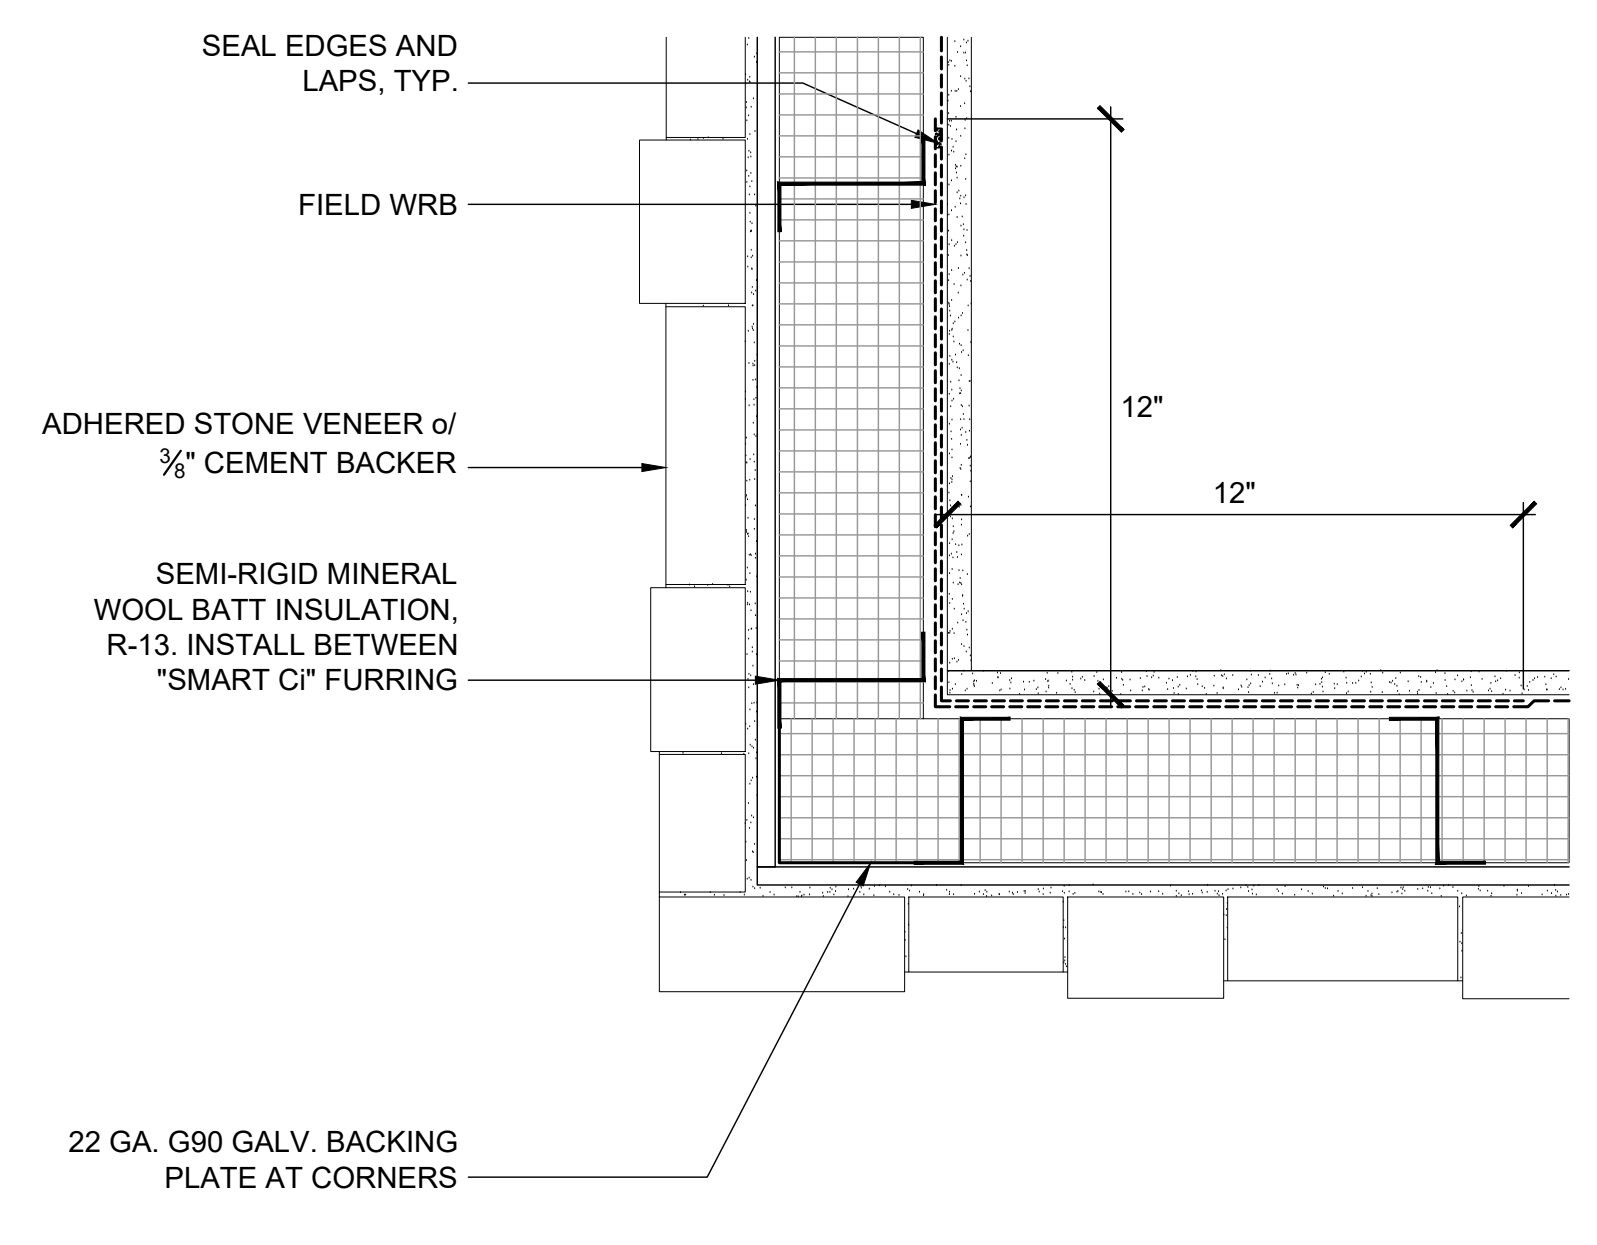 SEAL EDGES AND
LAPS, TYP.
FIELD WRB
ADHERED STONE VENEER o/
3⁄8" CEMENT BACKER
12"
12"
SEMI-RIGID MINERAL
WOOL BATT INSULATION,
R-13. INSTALL BETWEEN
"SMART Ci" FURRING
22 GA. G90 GALV. BACKING
PLATE AT CORNERS